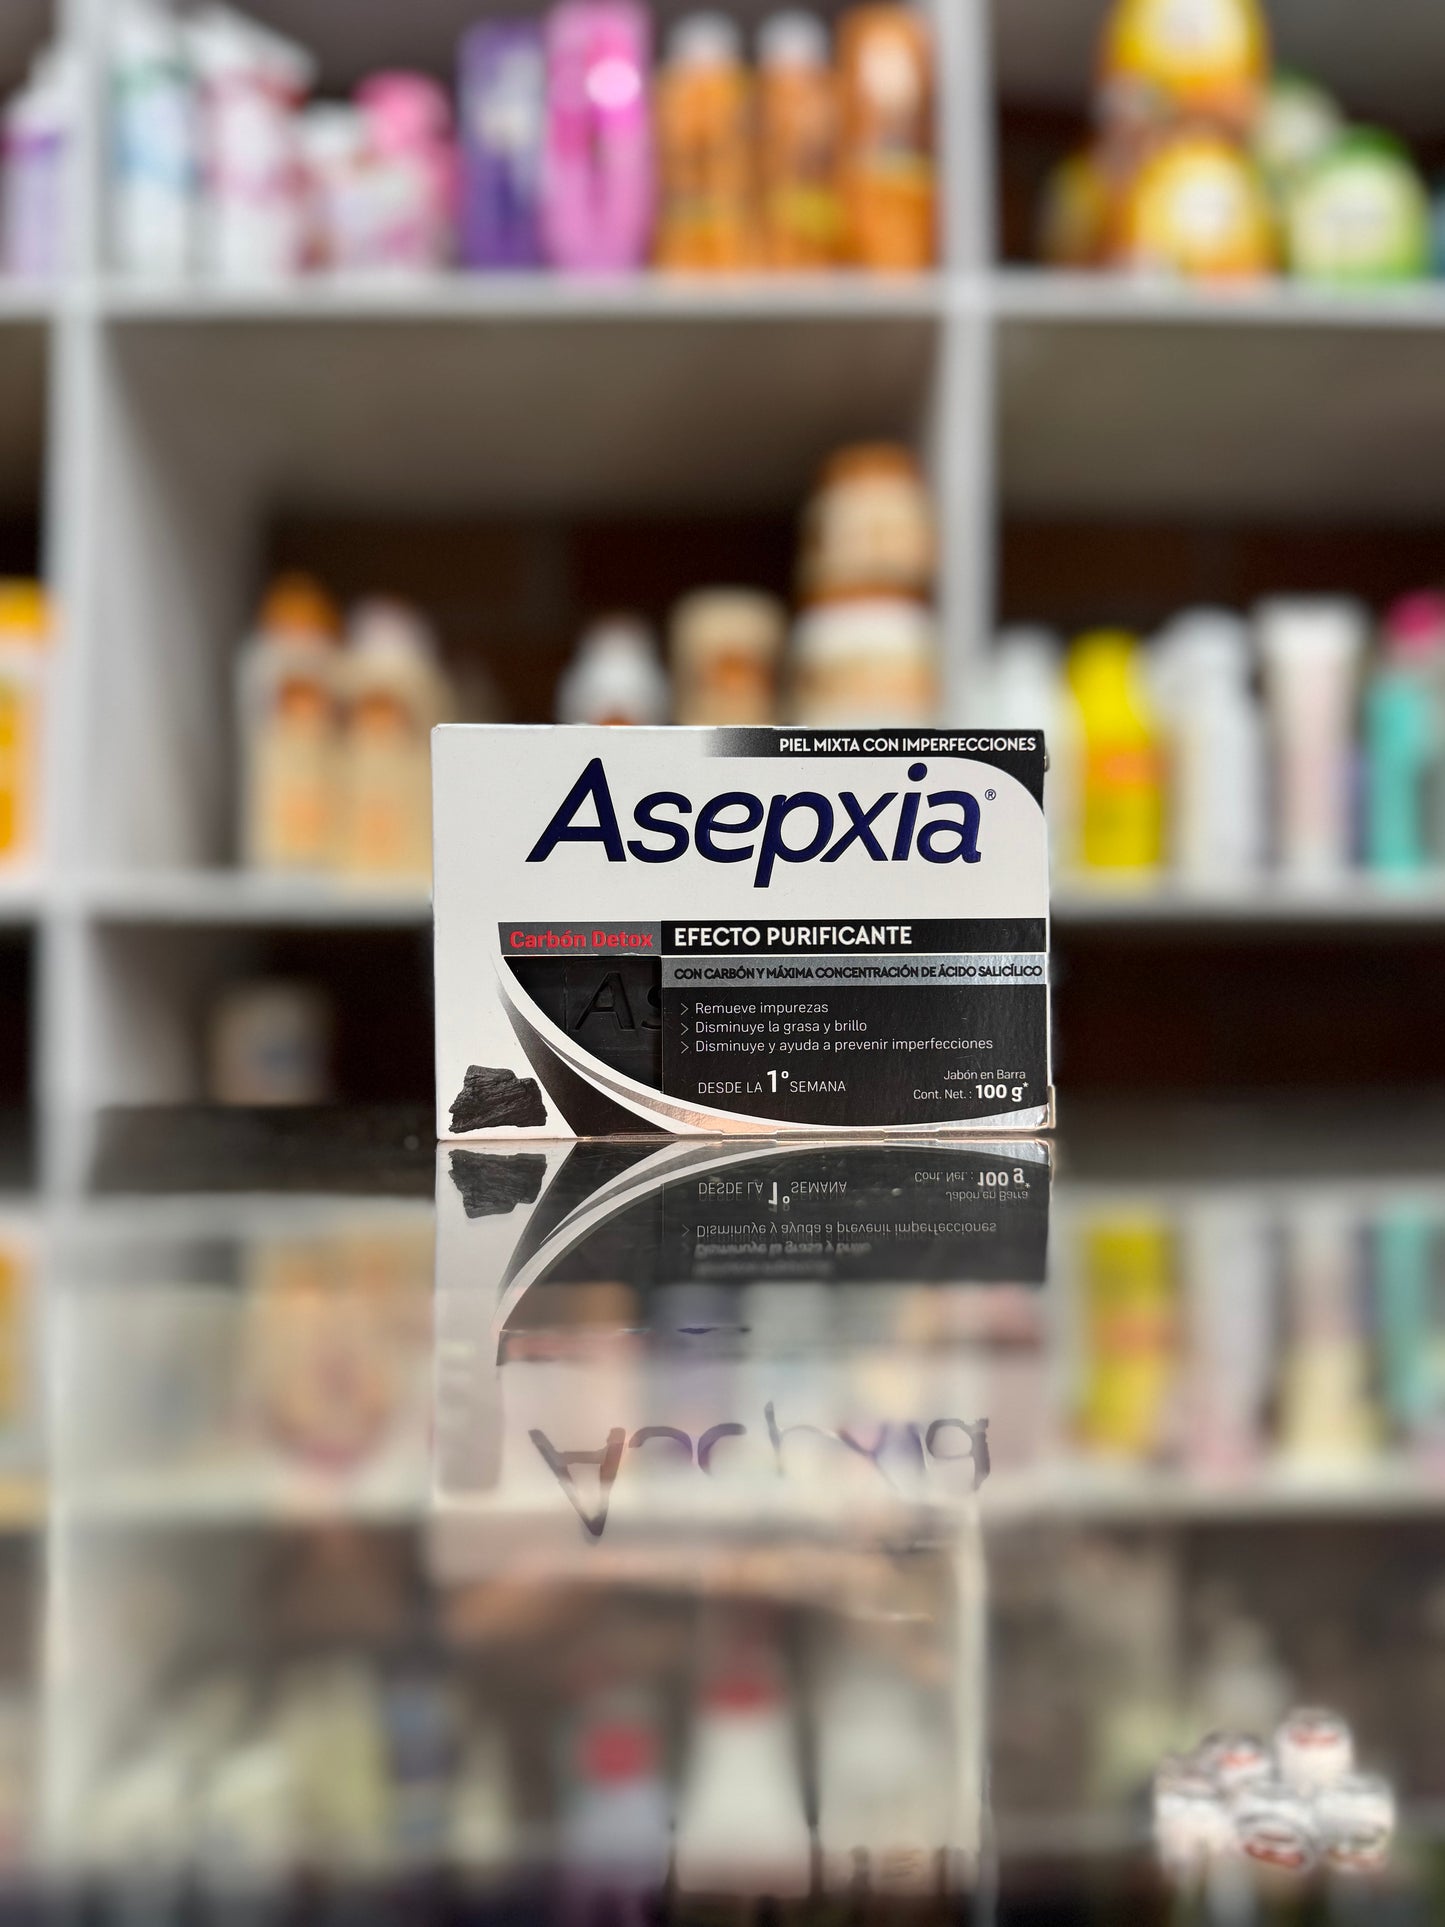 PIEL MIXTA CON IMPERFECCIONES
Asepxia®
Carbón Detox
EFECTO PURIFICANTE
CON CARBÓN Y MÁXIMA CONCENTRACIÓN DE ÁCIDO SALICÍLICO
As
> Remueve impurezas
> Disminuye la grasa y brillo
> Disminuye y ayuda a prevenir imperfecciones
DESDE LA 1° SEMANA
Jabón en Barra
Cont. Net.: 100 g*